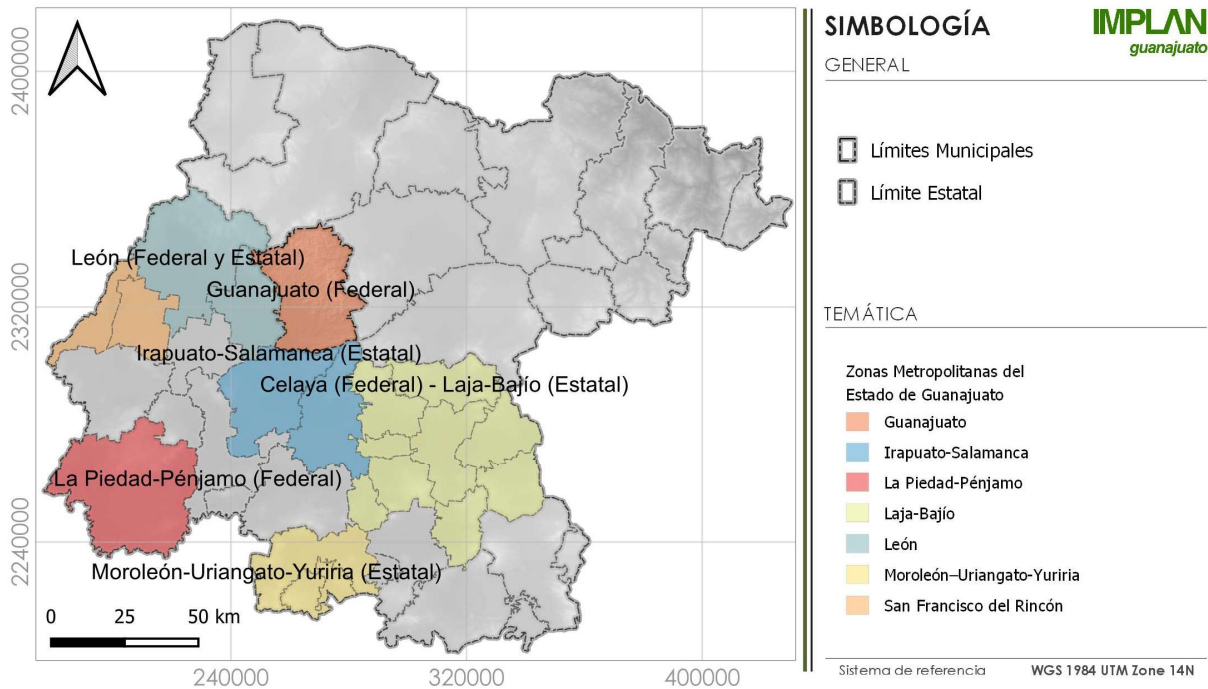 2400000
2320000
2240000
León (Federal y Estatal)
Guanajuato (Federal)
Irapuato-Salamanca (Estatal)
Celaya (Federal) - Laja-Bajío (Estatal)
La Piedad-Pénjamo (Federal)
Moroleón-Uriangato-Yuriria (Estatal)
0 25 50 km
240000 320000 400000
SIMBOLOGÍA
IMPLAN
guanajuato
GENERAL
Límites Municipales
Límite Estatal
TEMÁTICA
Zonas Metropolitanas del
Estado de Guanajuato
Guanajuato
Irapuato-Salamanca
La Piedad-Pénjamo
Laja-Bajío
León
Moroleón–Uriangato-Yuriria
San Francisco del Rincón
Sistema de referencia WGS 1984 UTM Zone 14N